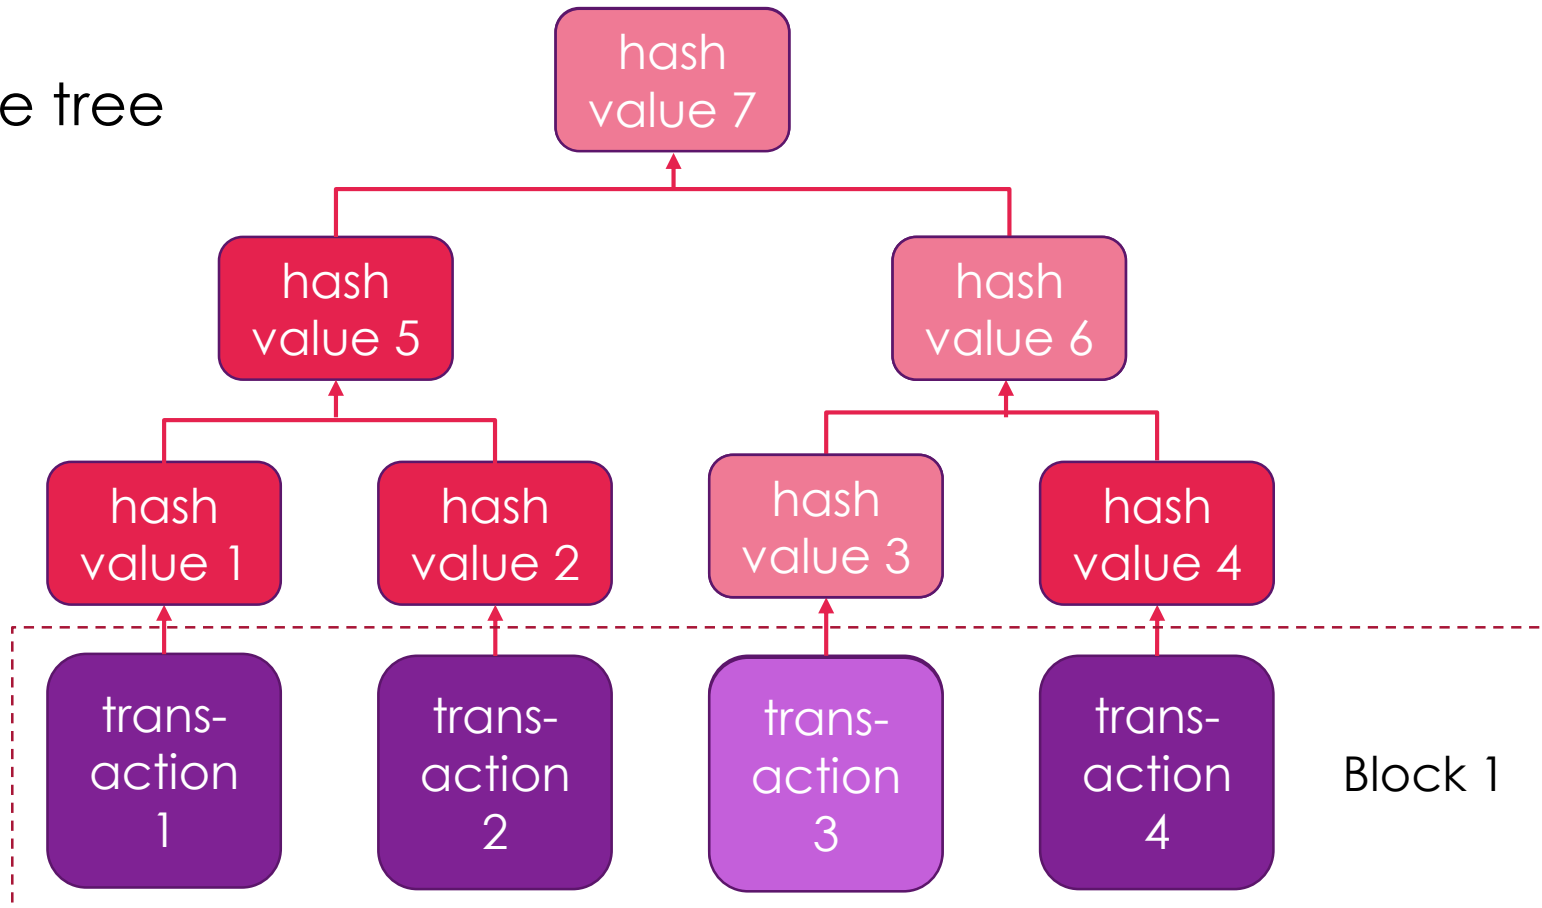 e tree
hash
value 7
hash
value 5
hash
value 6
hash
value 1
hash
value 2
hash
value 3
hash
value 4
trans-
action
1
trans-
action
2
trans-
action
3
trans-
action
4
Block 1